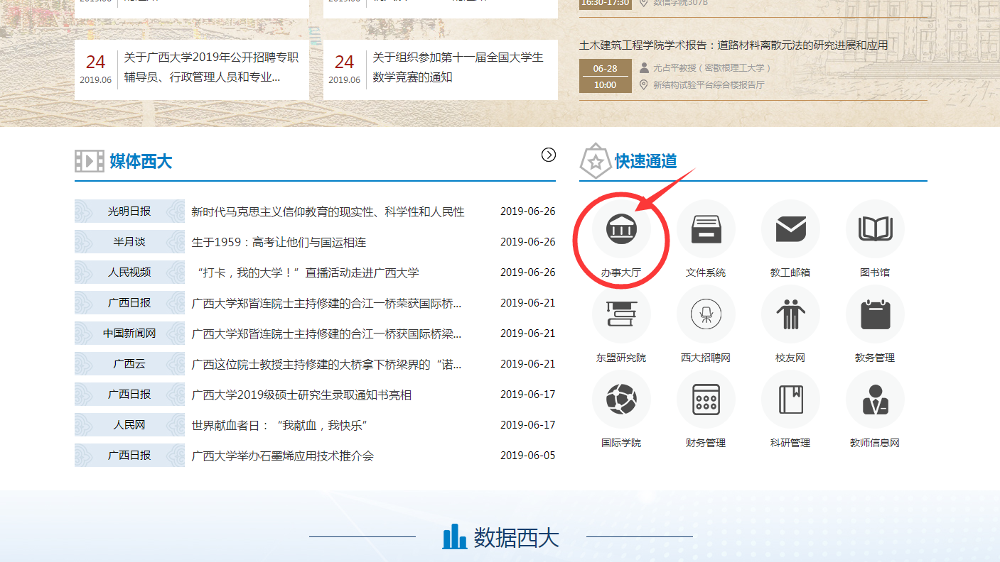 16:30-17:30
数信学院307B
24
2019.06
关于广西大学2019年公开招聘专职
辅导员、行政管理人员和专业...
24
2019.06
关于组织参加第十一届全国大学生
数学竞赛的通知
土木建筑工程学院学术报告：道路材料离散元法的研究进展和应用
06-28
10:00
尤占平教授（密歇根理工大学）
新结构试验平台综合楼报告厅
媒体西大
光明日报 新时代马克思主义信仰教育的现实性、科学性和人民性 2019-06-26
半月谈 生于1959：高考让他们与国运相连 2019-06-26
人民视频 “打卡，我的大学！”直播活动走进广西大学 2019-06-26
广西日报 广西大学郑皆连院士主持修建的合江一桥荣获国际桥... 2019-06-21
中国新闻网 广西大学郑皆连院士主持修建的合江一桥获国际桥梁... 2019-06-21
广西云 广西这位院士教授主持修建的大桥拿下桥梁界的“诺... 2019-06-21
广西日报 广西大学2019级硕士研究生录取通知书亮相 2019-06-17
人民网 世界献血者日：“我献血，我快乐” 2019-06-17
广西日报 广西大学举办石墨烯应用技术推介会 2019-06-05
快速通道
办事大厅 文件系统 教工邮箱 图书馆
东盟研究院 西大招聘网 校友网 教务管理
国际学院 财务管理 科研管理 教师信息网
数据西大